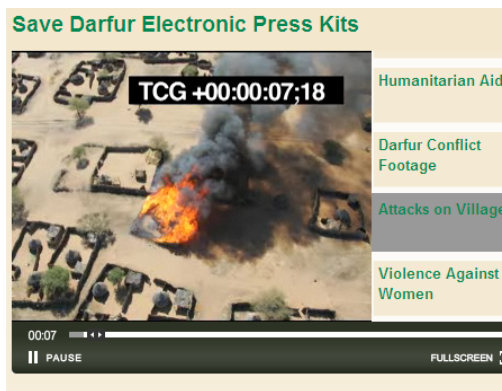 Save Darfur Electronic Press Kits
TCG +00:00:07;18
Humanitarian Aid
Darfur Conflict
Footage
Attacks on Village
Violence Against
Women
00:07
PAUSE
FULLSCREEN